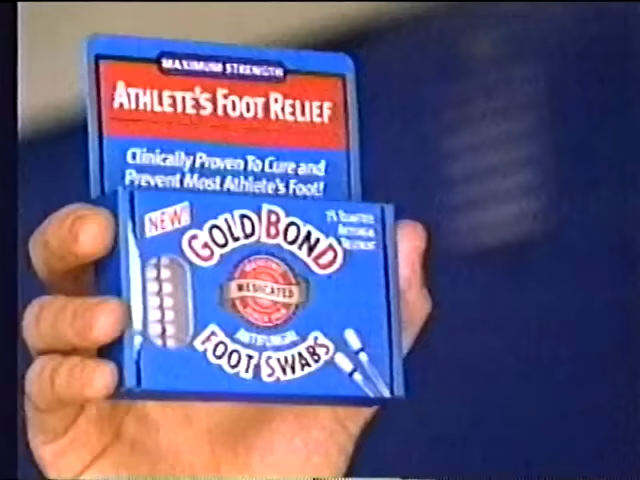 MAXIMUM STRENGTH
ATHLETE'S FOOT RELIEF
Clinically Proven To Cure and
Prevent Most Athlete's Foot!
NEW!
GOLD BOND
MEDICATED
ANTIFUNGAL
FOOT SWABS